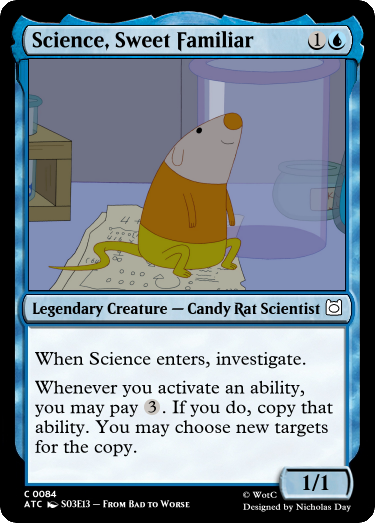 Science, Sweet Familiar 1
Legendary Creature — Candy Rat Scientist
When Science enters, investigate.
Whenever you activate an ability,
you may pay 3. If you do, copy that
ability. You may choose new targets
for the copy.
1/1
C 0084
ATC S03E13 – From Bad to Worse
© WotC
Designed by Nicholas Day